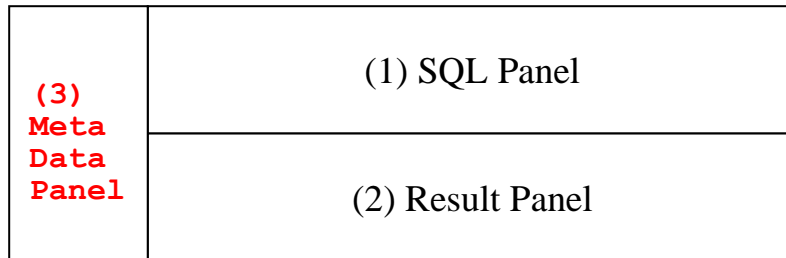 (3)
Meta
Data
Panel
(1) SQL Panel
(2) Result Panel